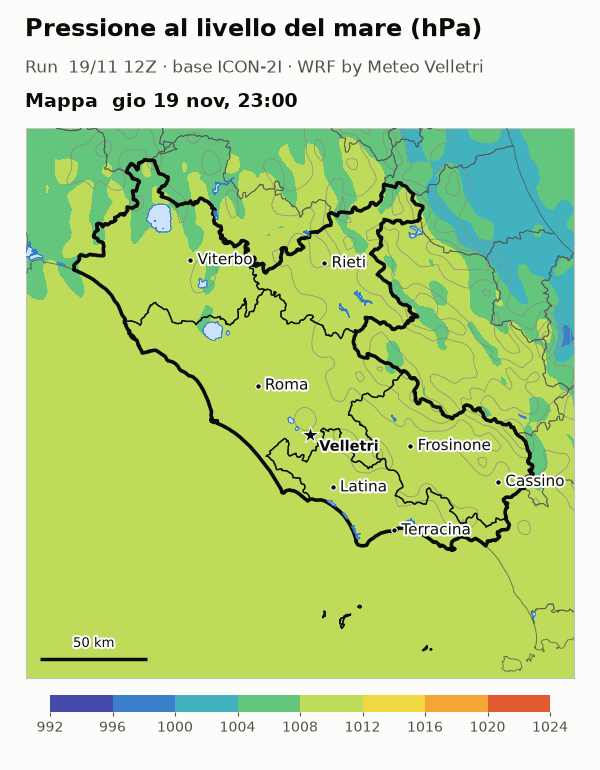 Pressione al livello del mare (hPa)
Run  19/11 12Z · base ICON-2I · WRF by Meteo Velletri
Mappa  gio 19 nov, 23:00
Viterbo
Rieti
Roma
Velletri
Frosinone
Cassino
Latina
Terracina
50 km
992 996 1000 1004 1008 1012 1016 1020 1024